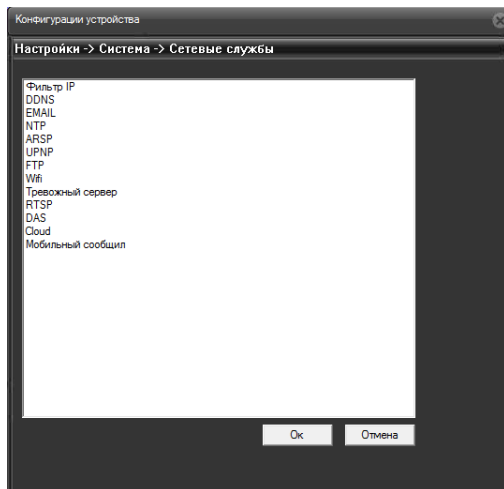 Конфигурации устройства
Настройки -> Система -> Сетевые службы
Фильтр IP
DDNS
EMAIL
NTP
ARSP
UPNP
FTP
Wifi
Тревожный сервер
RTSP
DAS
Cloud
Мобильный сообщил
Ок
Отмена